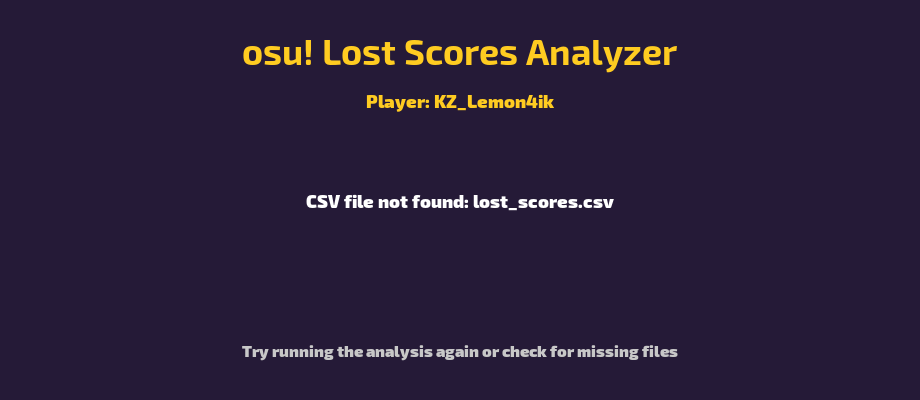 osu! Lost Scores Analyzer
Player: KZ_Lemon4ik
CSV file not found: lost_scores.csv
Try running the analysis again or check for missing files